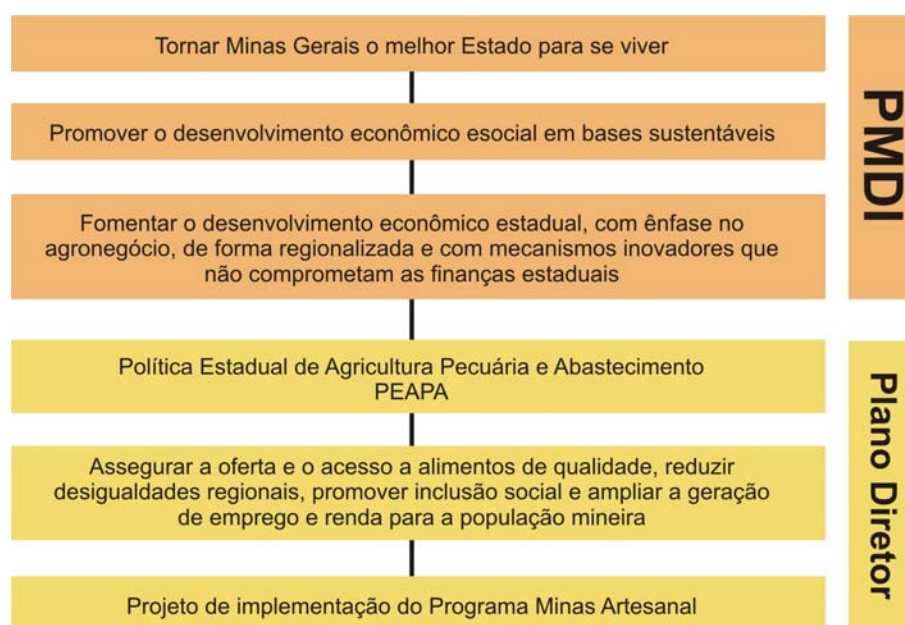 Tornar Minas Gerais o melhor Estado para se viver
Promover o desenvolvimento econômico esocial em bases sustentáveis
Fomentar o desenvolvimento econômico estadual, com ênfase no
agronegócio, de forma regionalizada e com mecanismos inovadores que
não comprometam as finanças estaduais
PMDI
Política Estadual de Agricultura Pecuária e Abastecimento
PEAPA
Assegurar a oferta e o acesso a alimentos de qualidade, reduzir
desigualdades regionais, promover inclusão social e ampliar a geração
de emprego e renda para a população mineira
Projeto de implementação do Programa Minas Artesanal
Plano Diretor